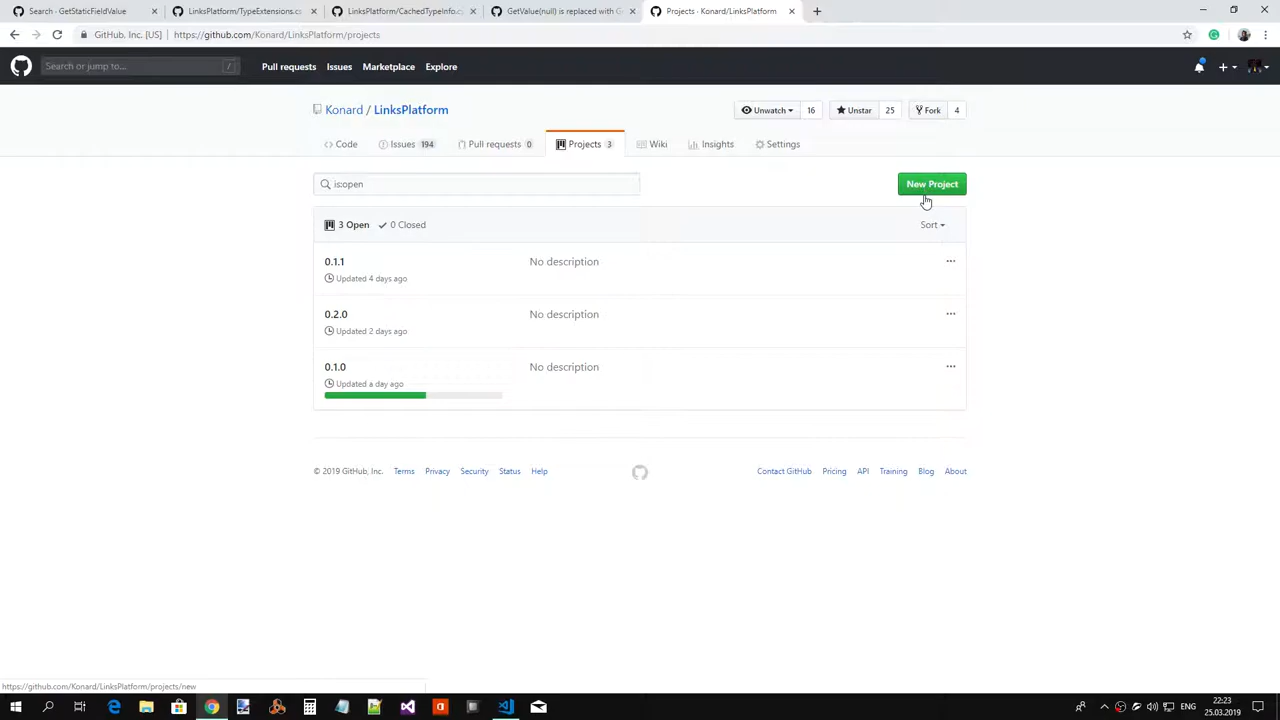 Search · GetStaticFieldValue
LinksPlatform/TypeExtensions.cs
LinksPlatform/CachedTypeInfo.c
GetValue(null) is replaced with G
Projects · Konard/LinksPlatform
GitHub, Inc. [US] | https://github.com/Konard/LinksPlatform/projects
Search or jump to...
/
Pull requests
Issues
Marketplace
Explore
Konard / LinksPlatform
Unwatch 16
Unstar 25
Fork 4
Code
Issues 194
Pull requests 0
Projects 3
Wiki
Insights
Settings
is:open
New Project
3 Open
0 Closed
Sort
0.1.1
No description
Updated 4 days ago
0.2.0
No description
Updated 2 days ago
0.1.0
No description
Updated a day ago
© 2019 GitHub, Inc.
Terms
Privacy
Security
Status
Help
Contact GitHub
Pricing
API
Training
Blog
About
https://github.com/Konard/LinksPlatform/projects/new
ENG
22:23
25.03.2019